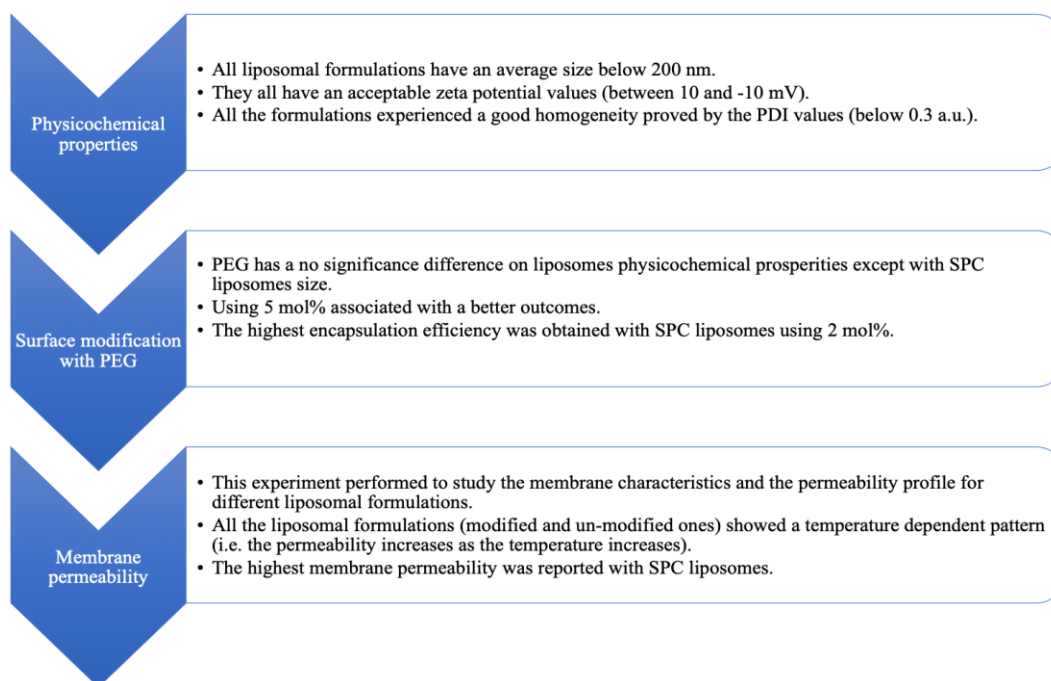 Physicochemical
properties
• All liposomal formulations have an average size below 200 nm.
• They all have an acceptable zeta potential values (between 10 and -10 mV).
• All the formulations experienced a good homogeneity proved by the PDI values (below 0.3 a.u.).
Surface modification
with PEG
• PEG has a no significance difference on liposomes physicochemical prosperities except with SPC
liposomes size.
• Using 5 mol% associated with a better outcomes.
• The highest encapsulation efficiency was obtained with SPC liposomes using 2 mol%.
Membrane
permeability
• This experiment performed to study the membrane characteristics and the permeability profile for
different liposomal formulations.
• All the liposomal formulations (modified and un-modified ones) showed a temperature dependent pattern
(i.e. the permeability increases as the temperature increases).
• The highest membrane permeability was reported with SPC liposomes.